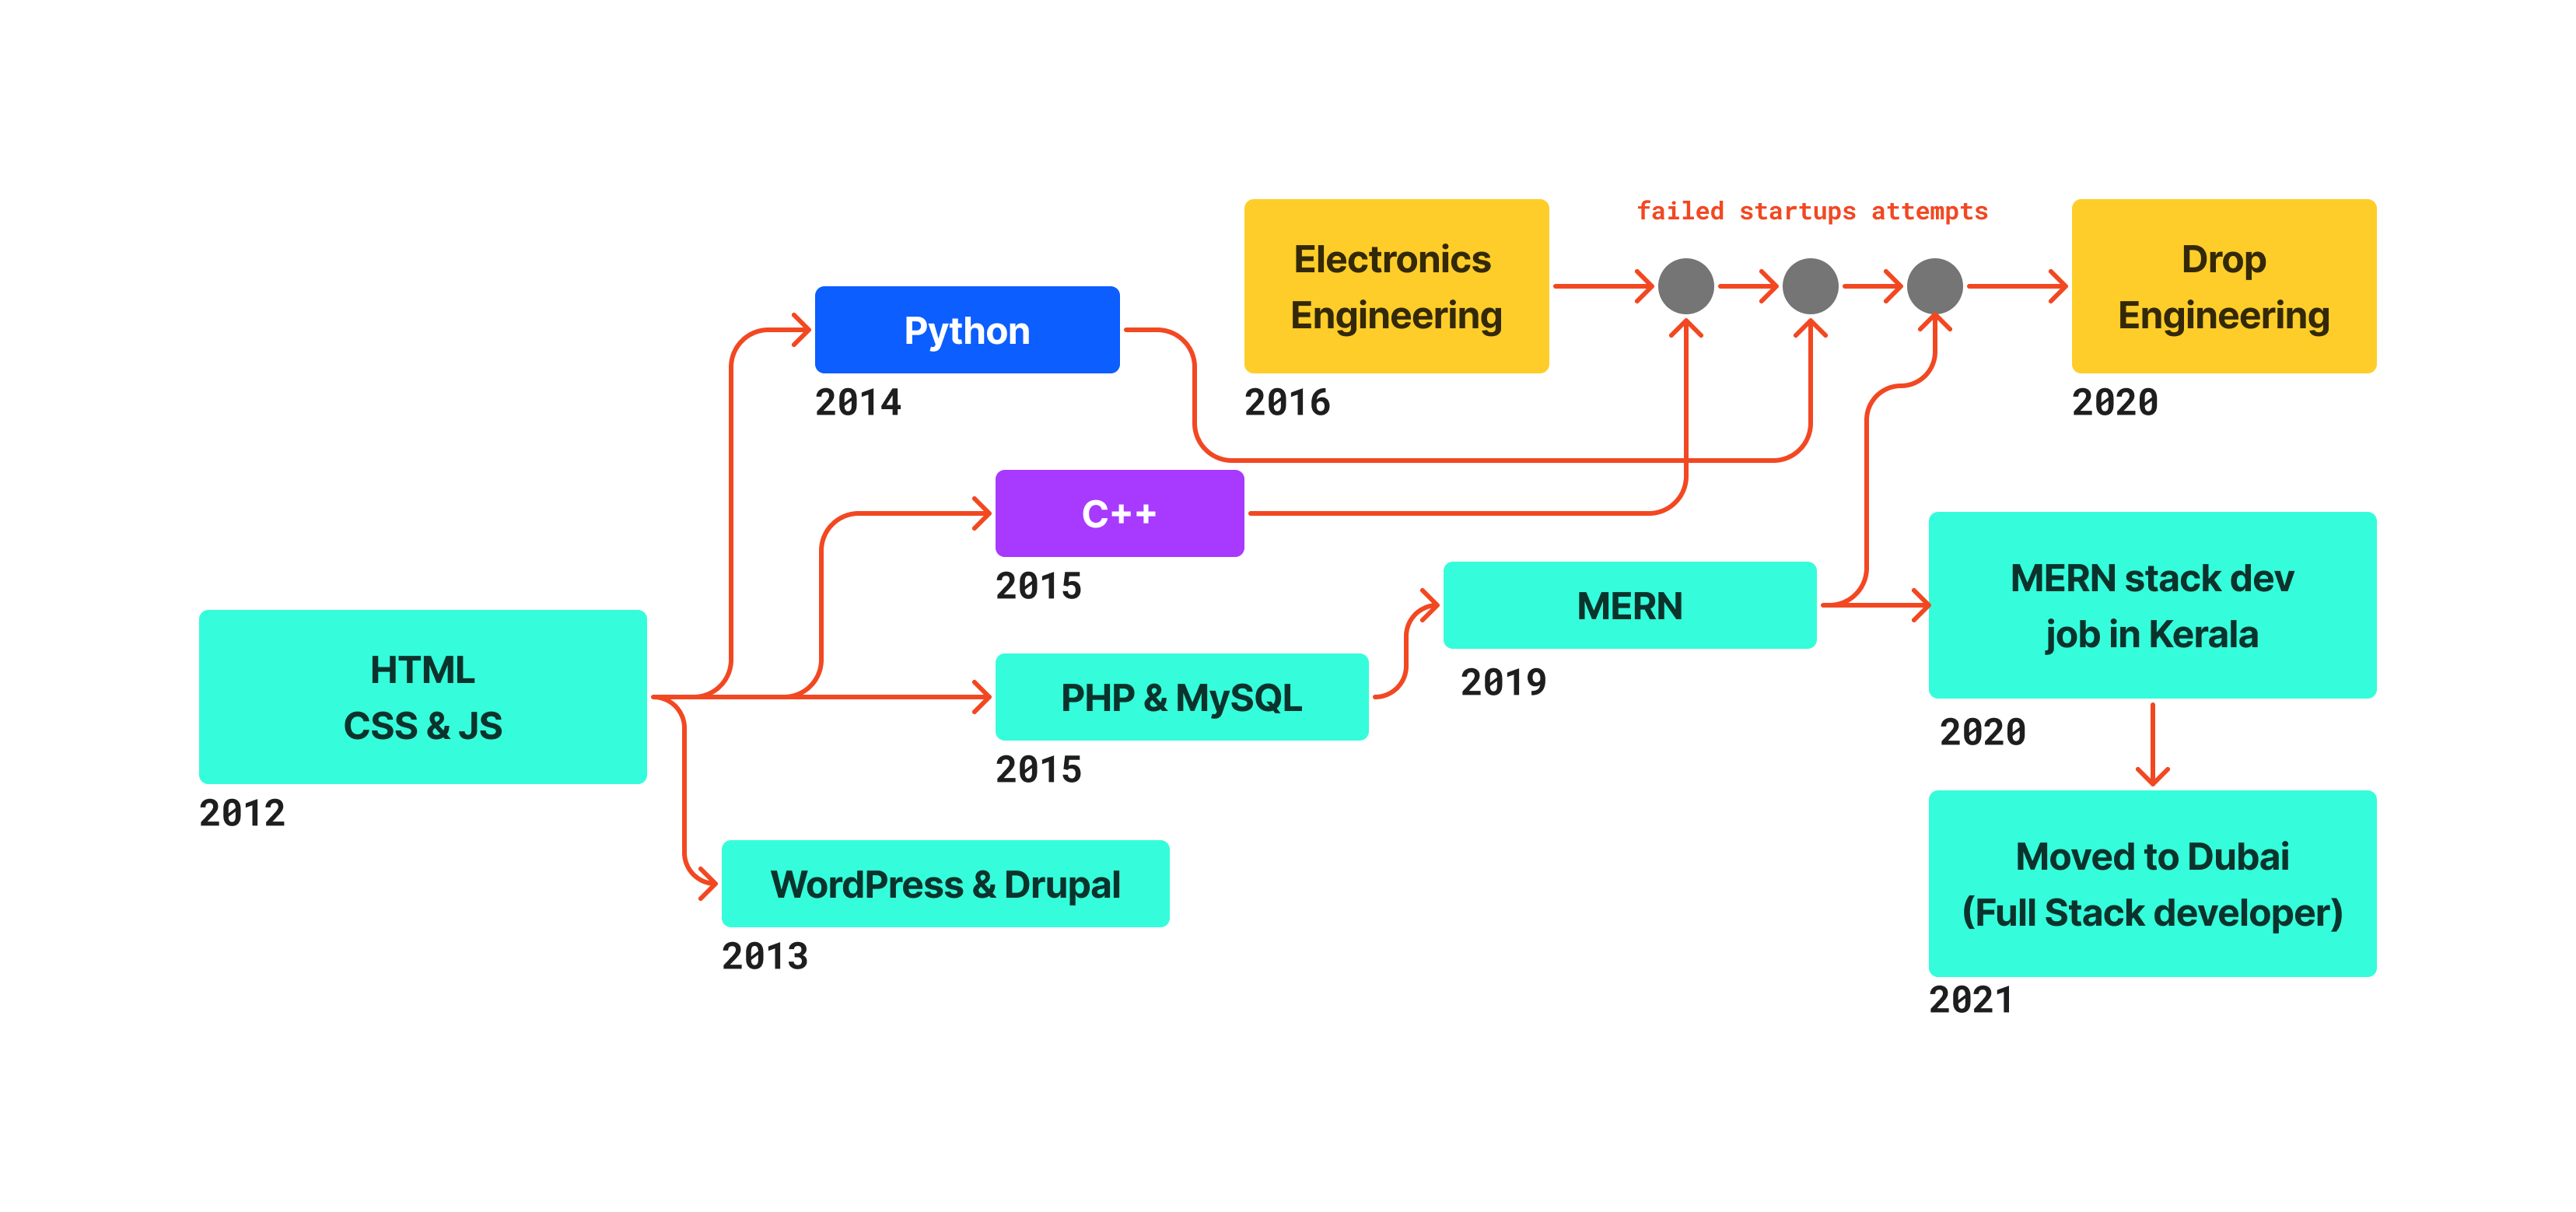 failed startups attempts
Electronics
Engineering
2016
Drop
Engineering
2020
Python
2014
C++
2015
HTML
CSS & JS
2012
PHP & MySQL
2015
MERN
2019
MERN stack dev
job in Kerala
2020
WordPress & Drupal
2013
Moved to Dubai
(Full Stack developer)
2021